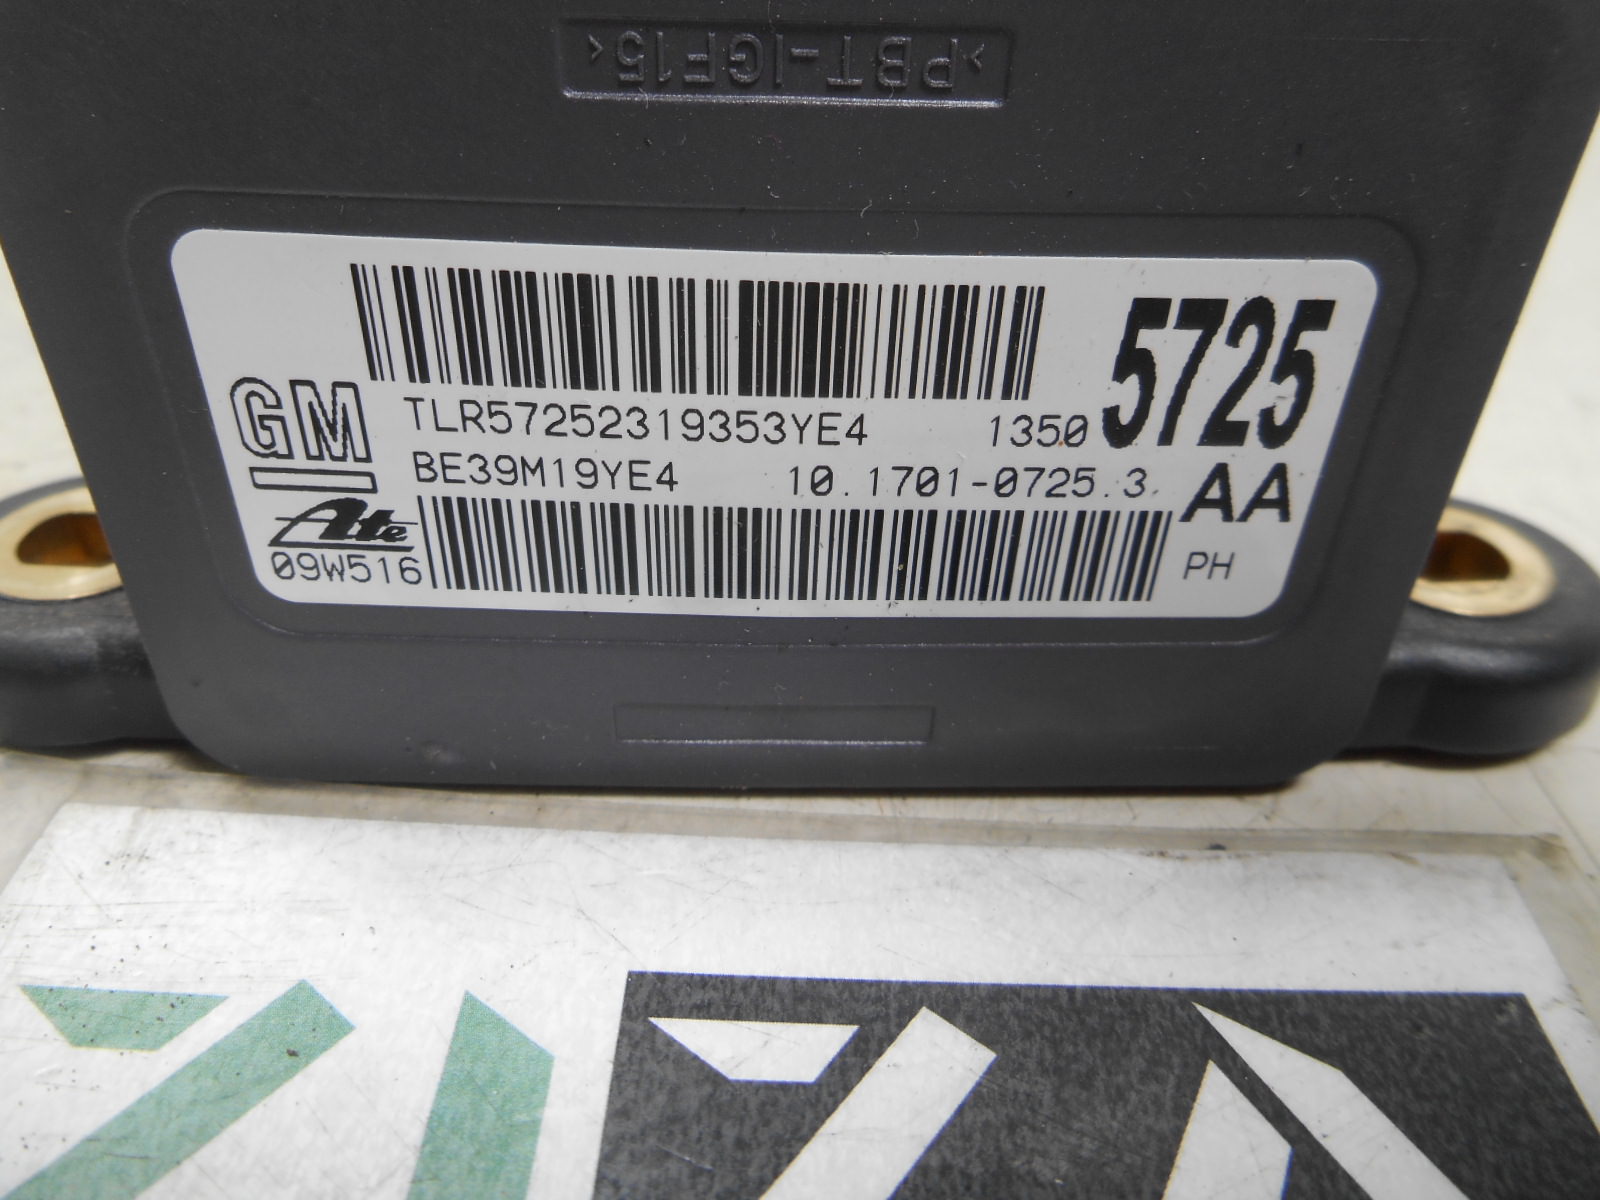 >PBT-IGF15<
5725
GM
TLR57252319353YE4 1350
BE39M19YE4 10.1701-0725.3 AA
Ate
09W516 PH